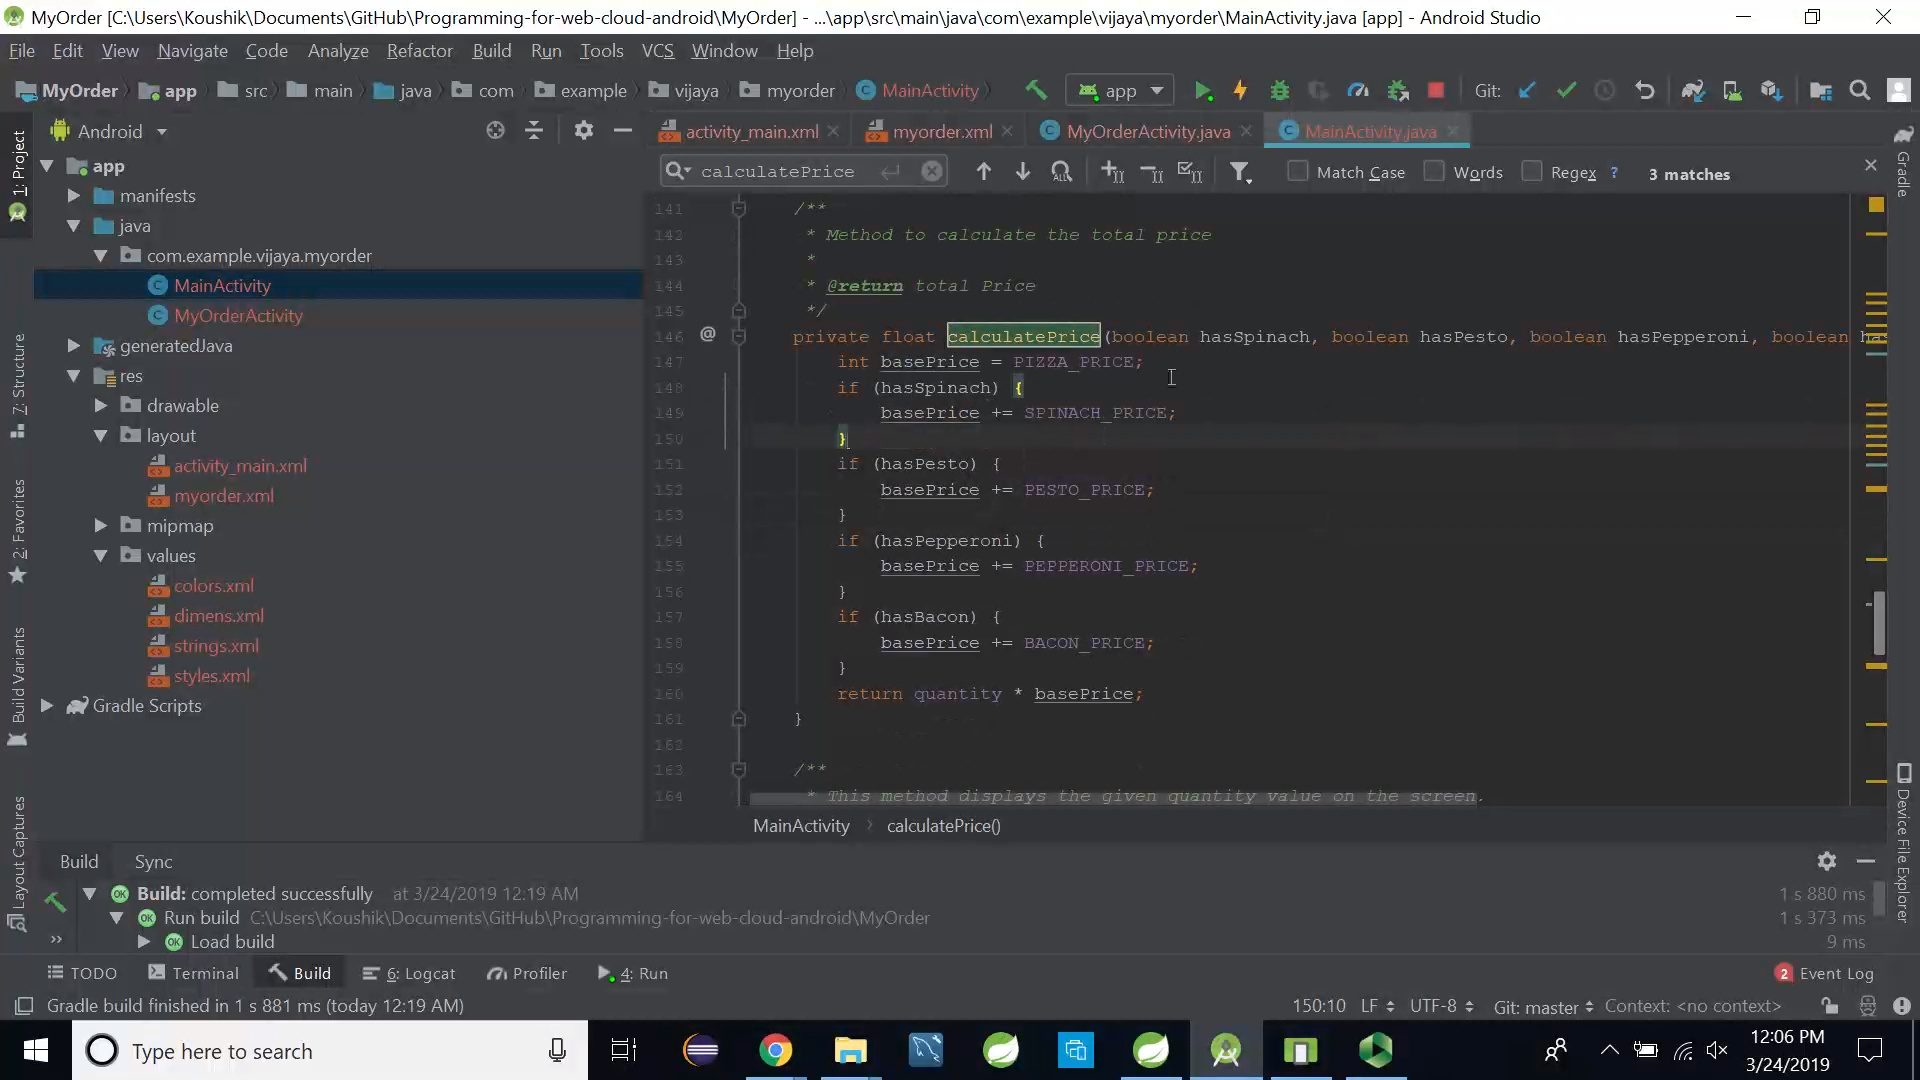 MyOrder [C:\Users\Koushik\Documents\GitHub\Programming-for-web-cloud-android\MyOrder] - ...\app\src\main\java\com\example\vijaya\myorder\MainActivity.java [app] - Android Studio
File Edit View Navigate Code Analyze Refactor Build Run Tools VCS Window Help
MyOrder app src main java com example vijaya myorder MainActivity app Git:
Android
activity_main.xml myorder.xml MyOrderActivity.java MainActivity.java
calculatePrice Match Case Words Regex ? 3 matches
1: Project
7: Structure
2: Favorites
Build Variants
Layout Captures
app
manifests
java
com.example.vijaya.myorder
MainActivity
MyOrderActivity
generatedJava
res
drawable
layout
activity_main.xml
myorder.xml
mipmap
values
colors.xml
dimens.xml
strings.xml
styles.xml
Gradle Scripts
141 /**
142 * Method to calculate the total price
143 *
144 * @return total Price
145 */
146 @ private float calculatePrice(boolean hasSpinach, boolean hasPesto, boolean hasPepperoni, boolean has
147 int basePrice = PIZZA_PRICE;
148 if (hasSpinach) {
149 basePrice += SPINACH_PRICE;
150 }
151 if (hasPesto) {
152 basePrice += PESTO_PRICE;
153 }
154 if (hasPepperoni) {
155 basePrice += PEPPERONI_PRICE;
156 }
157 if (hasBacon) {
158 basePrice += BACON_PRICE;
159 }
160 return quantity * basePrice;
161 }
162
163 /**
164 * This method displays the given quantity value on the screen.
MainActivity calculatePrice()
Gradle
Device File Explorer
Build Sync
Build: completed successfully at 3/24/2019 12:19 AM 1 s 880 ms
Run build C:\Users\Koushik\Documents\GitHub\Programming-for-web-cloud-android\MyOrder 1 s 373 ms
Load build 9 ms
TODO Terminal Build 6: Logcat Profiler 4: Run 2 Event Log
Gradle build finished in 1 s 881 ms (today 12:19 AM) 150:10 LF UTF-8 Git: master Context: <no context>
Type here to search
12:06 PM
3/24/2019